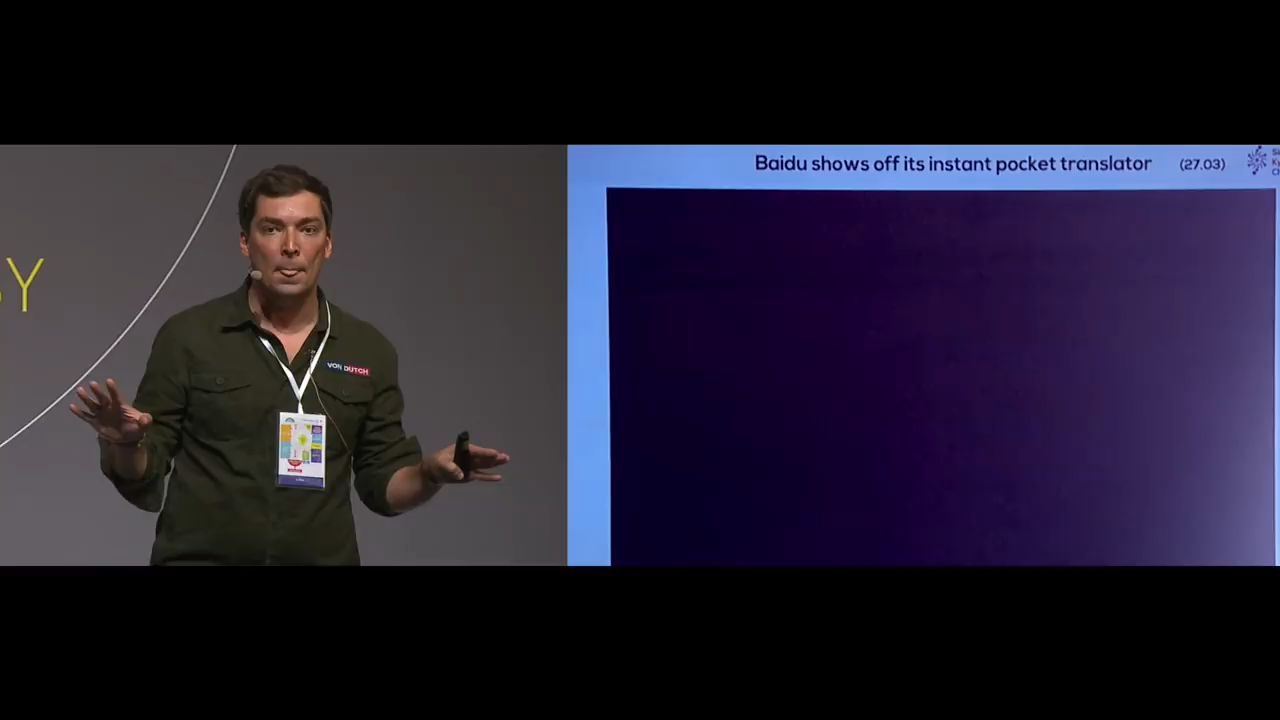 Y
VON DUTCH
Baidu shows off its instant pocket translator (27.03)